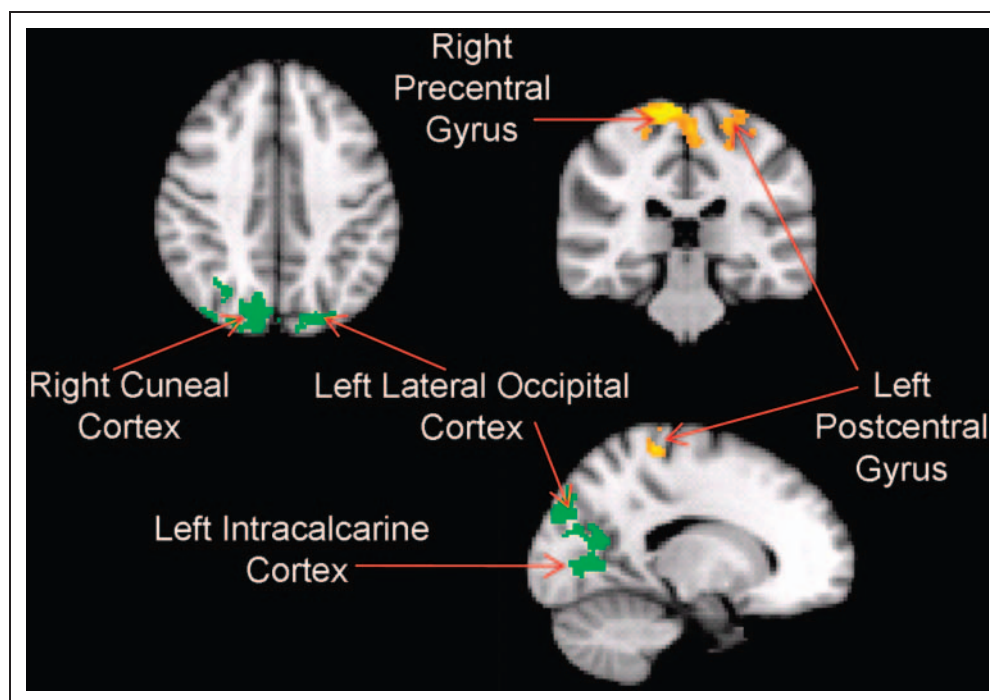 Right
Precentral
Gyrus
Right Cuneal
Cortex
Left Lateral Occipital
Cortex
Left
Postcentral
Gyrus
Left Intracalcarine
Cortex